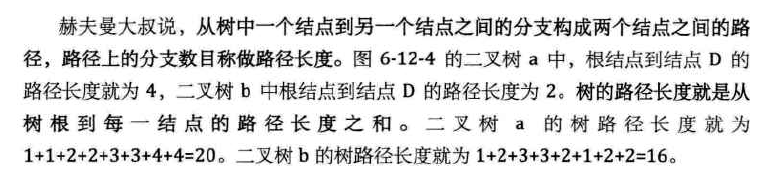 赫夫曼大叔说，从树中一个结点到另一个结点之间的分支构成两个结点之间的路
径，路径上的分支数目称做路径长度。图 6-12-4 的二叉树 a 中，根结点到结点 D 的
路径长度就为 4，二叉树 b 中根结点到结点 D 的路径长度为 2。树的路径长度就是从
树根到每一结点的路径长度之和。二叉树 a 的树路径长度就为
1+1+2+2+3+3+4+4=20。二叉树 b 的树路径长度就为 1+2+3+3+2+1+2+2=16。